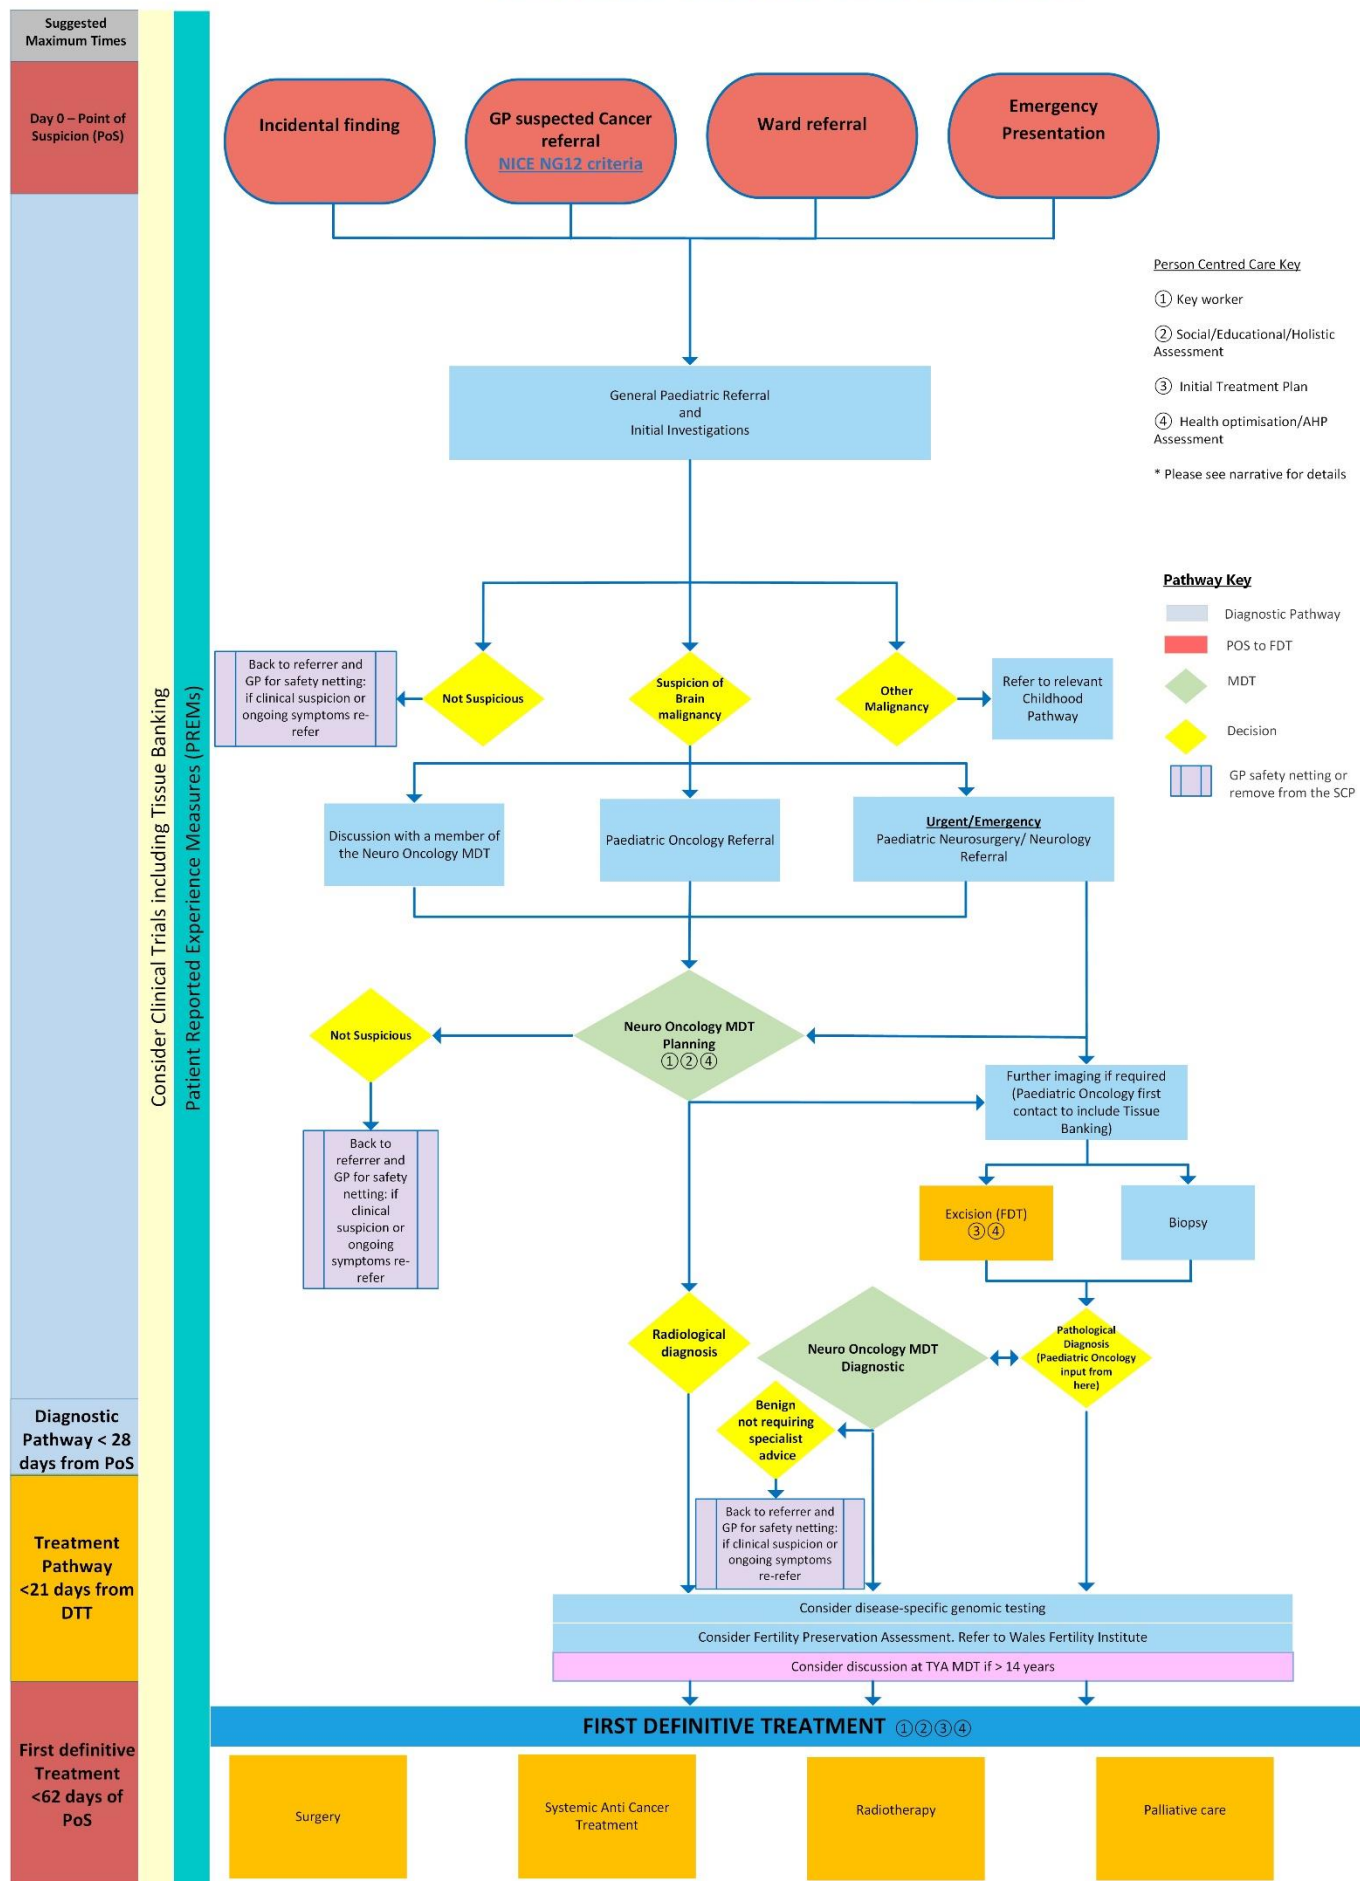 Suggested
Maximum Times
Day 0 – Point of
Suspicion (PoS)
Diagnostic
Pathway < 28
days from PoS
Treatment
Pathway
<21 days from
DTT
First definitive
Treatment
<62 days of
PoS
Consider Clinical Trials including Tissue Banking
Patient Reported Experience Measures (PREMs)
Incidental finding
GP suspected Cancer
referral
NICE NG12 criteria
Ward referral
Emergency
Presentation
Person Centred Care Key
① Key worker
② Social/Educational/Holistic
Assessment
③ Initial Treatment Plan
④ Health optimisation/AHP
Assessment
* Please see narrative for details
General Paediatric Referral
and
Initial Investigations
Pathway Key
Diagnostic Pathway
POS to FDT
MDT
Decision
GP safety netting or
remove from the SCP
Back to referrer and
GP for safety netting:
if clinical suspicion or
ongoing symptoms re-
refer
Not Suspicious
Suspicion of
Brain
malignancy
Other
Malignancy
Refer to relevant
Childhood
Pathway
Discussion with a member of
the Neuro Oncology MDT
Paediatric Oncology Referral
Urgent/Emergency
Paediatric Neurosurgery/ Neurology
Referral
Not Suspicious
Neuro Oncology MDT
Planning
①②④
Further imaging if required
(Paediatric Oncology first
contact to include Tissue
Banking)
Back to
referrer and
GP for safety
netting: if
clinical
suspicion or
ongoing
symptoms re-
refer
Excision (FDT)
③④
Biopsy
Radiological
diagnosis
Neuro Oncology MDT
Diagnostic
Pathological
Diagnosis
(Paediatric Oncology
input from
here)
Benign
not requiring
specialist
advice
Back to referrer and
GP for safety netting:
if clinical suspicion or
ongoing symptoms
re-refer
Consider disease-specific genomic testing
Consider Fertility Preservation Assessment. Refer to Wales Fertility Institute
Consider discussion at TYA MDT if > 14 years
FIRST DEFINITIVE TREATMENT ①②③④
Surgery
Systemic Anti Cancer
Treatment
Radiotherapy
Palliative care